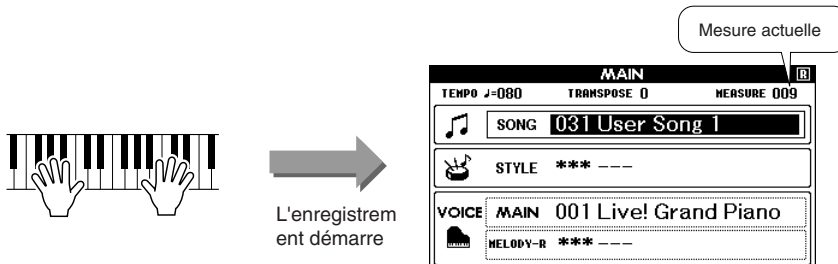 Mesure actuelle
MAIN R
TEMPO ♩=080 TRANSPOSE 0 MEASURE 009
SONG 031 User Song 1
STYLE *** ---
VOICE MAIN 001 Live! Grand Piano
MELODY-R *** ---
L'enregistrem
ent démarre